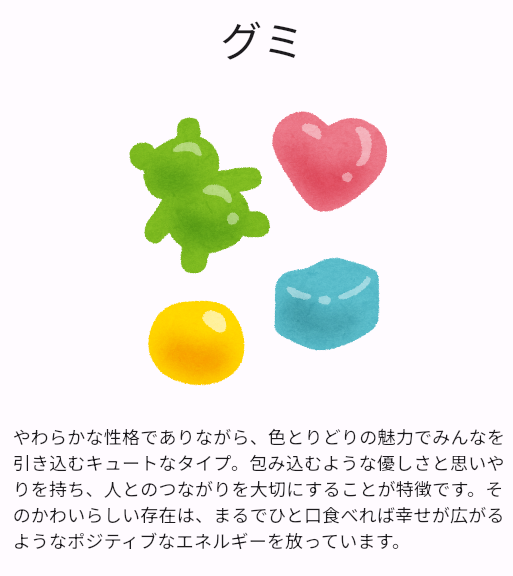 グミ
やわらかな性格でありながら、色とりどりの魅力でみんなを
引き込むキュートなタイプ。包み込むような優しさと思いや
りを持ち、人とのつながりを大切にすることが特徴です。そ
のかわいらしい存在は、まるでひと口食べれば幸せが広がる
ようなポジティブなエネルギーを放っています。